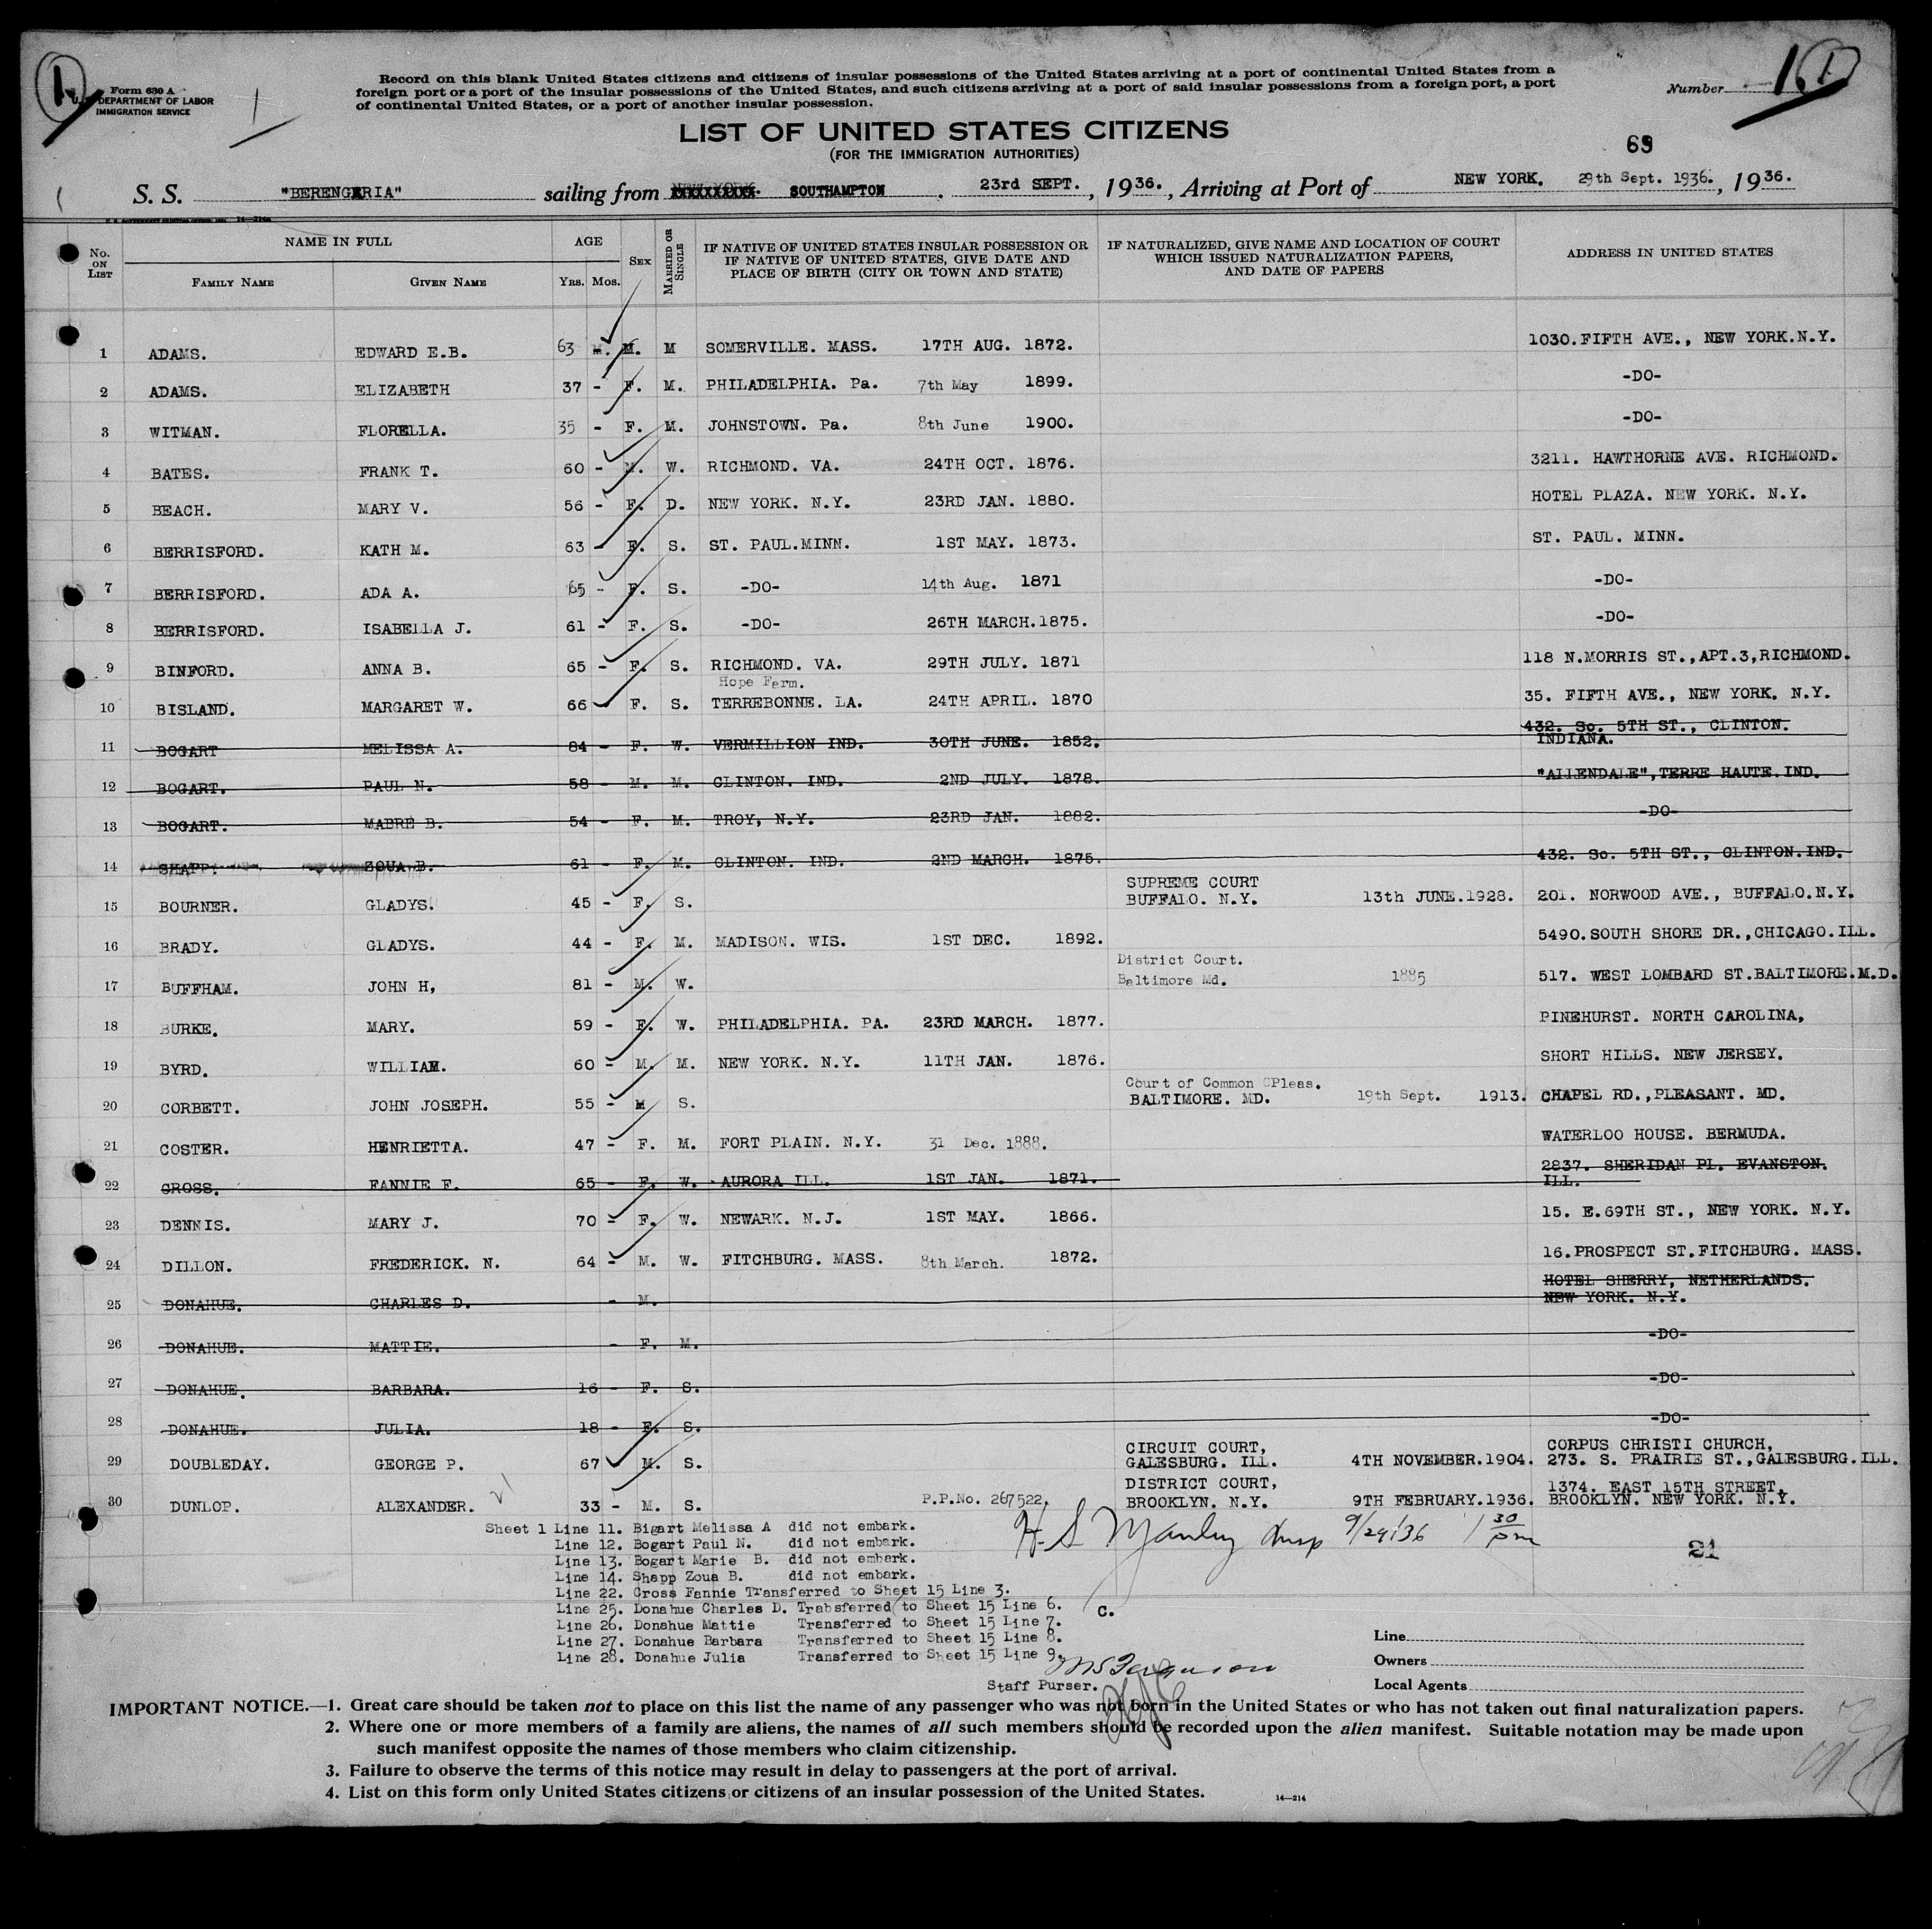 1.
Form 630 A
U. S. DEPARTMENT OF LABOR
IMMIGRATION SERVICE
1
Record on this blank United States citizens and citizens of insular possessions of the United States arriving at a port of continental United States from a
foreign port or a port of the insular possessions of the United States, and such citizens arriving at a port of said insular possessions from a foreign port, a port
of continental United States, or a port of another insular possession.
Number 1. 1
LIST OF UNITED STATES CITIZENS
(FOR THE IMMIGRATION AUTHORITIES)
69
S. S. "BERENGARIA" sailing from SOUTHAMPTON , 23rd SEPT. , 1936. , Arriving at Port of NEW YORK. 29th Sept. 1936. , 1936.
No. ON LIST
NAME IN FULL
FAMILY NAME GIVEN NAME
AGE
YRS. MOS.
SEX
MARRIED OR SINGLE
IF NATIVE OF UNITED STATES INSULAR POSSESSION OR
IF NATIVE OF UNITED STATES, GIVE DATE AND
PLACE OF BIRTH (CITY OR TOWN AND STATE)
IF NATURALIZED, GIVE NAME AND LOCATION OF COURT
WHICH ISSUED NATURALIZATION PAPERS,
AND DATE OF PAPERS
ADDRESS IN UNITED STATES
1 ADAMS. EDWARD E.B. 63 M. M. M SOMERVILLE. MASS. 17TH AUG. 1872. 1030. FIFTH AVE., NEW YORK.N.Y.
2 ADAMS. ELIZABETH 37 - F. M. PHILADELPHIA. Pa. 7th May 1899. -DO-
3 WITMAN. FLORELLA. 35 - F. M. JOHNSTOWN. Pa. 8th June 1900. -DO-
4 BATES. FRANK T. 60 - M. W. RICHMOND. VA. 24TH OCT. 1876. 3211. HAWTHORNE AVE. RICHMOND.
5 BEACH. MARY V. 56 - F. D. NEW YORK. N.Y. 23RD JAN. 1880. HOTEL PLAZA. NEW YORK. N.Y.
6 BERRISFORD. KATH M. 63 - F. S. ST. PAUL.MINN. 1ST MAY. 1873. ST. PAUL. MINN.
7 BERRISFORD. ADA A. 65 - F. S. -DO- 14th Aug. 1871 -DO-
8 BERRISFORD. ISABELLA J. 61 - F. S. -DO- 26TH MARCH.1875. -DO-
9 BINFORD. ANNA B. 65 - F. S. RICHMOND. VA. 29TH JULY. 1871 118 N.MORRIS ST.,APT.3,RICHMOND.
Hope Farm.
10 BISLAND. MARGARET W. 66 - F. S. TERREBONNE. LA. 24TH APRIL. 1870 35. FIFTH AVE., NEW YORK. N.Y.
432. So. 5TH ST., CLINTON.
11 BOGART MELISSA A. 84 - F. W. VERMILLION IND. 30TH JUNE. 1852. INDIANA.
12 BOGART. PAUL N. 58 - M. M. CLINTON. IND. 2ND JULY. 1878. "ALLENDALE",TERRE HAUTE.IND.
13 BOGART. MABRE B. 54 - F. M. TROY, N.Y. 23RD JAN. 1882. -DO-
14 SHAPP. ZOUA B. 61 - F. M. CLINTON. IND. 2ND MARCH. 1875. 432. So. 5TH ST., CLINTON.IND.
SUPREME COURT
15 BOURNER. GLADYS. 45 - F. S. BUFFALO. N.Y. 13th JUNE.1928. 201. NORWOOD AVE., BUFFALO.N.Y.
16 BRADY. GLADYS. 44 - F. M. MADISON. WIS. 1ST DEC. 1892. 5490.SOUTH SHORE DR.,CHICAGO.ILL.
District Court.
17 BUFFHAM. JOHN H, 81 - M. W. Baltimore Md. 1885 517. WEST LOMBARD ST.BALTIMORE.M.D.
18 BURKE. MARY. 59 - F. W. PHILADELPHIA. PA. 23RD MARCH. 1877. PINEHURST. NORTH CAROLINA,
19 BYRD. WILLIAM. 60 - M. M. NEW YORK. N.Y. 11TH JAN. 1876. SHORT HILLS. NEW JERSEY.
Court of Common CPleas.
20 CORBETT. JOHN JOSEPH. 55 - M S. BALTIMORE. MD. 19th Sept. 1913. CHAPEL RD.,PLEASANT. MD.
21 COSTER. HENRIETTA. 47 - F. M. FORT PLAIN. N.Y. 31 Dec. 1888. WATERLOO HOUSE. BERMUDA.
2837. SHERIDAN PL. EVANSTON.
22 GROSS. FANNIE F. 65 - F. W. AURORA ILL. 1ST JAN. 1871. ILL.
23 DENNIS. MARY J. 70 - F. W. NEWARK. N.J. 1ST MAY. 1866. 15. E.69TH ST., NEW YORK. N.Y.
24 DILLON. FREDERICK. N. 64 - M. W. FITCHBURG. MASS. 8th March. 1872. 16.PROSPECT ST.FITCHBURG. MASS.
HOTEL SHERRY, NETHERLANDS.
25 DONAHUE. CHARLES D. - M. NEW YORK. N.Y.
26 DONAHUE. MATTIE. - F. M. -DO-
27 DONAHUE. BARBARA. 16 - F. S. -DO-
28 DONAHUE. JULIA. 18 - F. S. -DO-
CIRCUIT COURT, CORPUS CHRISTI CHURCH,
29 DOUBLEDAY. GEORGE P. 67 M. S. GALESBURG. ILL. 4TH NOVEMBER.1904. 273. S. PRAIRIE ST.,GALESBURG.ILL.
DISTRICT COURT, 1374. EAST 15TH STREET,
30 DUNLOP. ALEXANDER. 33 - M. S. P.P.No. 267522. BROOKLYN. N.Y. 9TH FEBRUARY.1936. BROOKLYN. NEW YORK. N.Y.
Sheet 1 Line 11. Bigart Melissa A did not embark.
Line 12. Bogart Paul N. did not embark.
Line 13. Bogart Marie B. did not embark.
Line 14. Shapp Zoua B. did not embark.
Line 22. Gross Fannie Transferred to Sheet 15 Line 3.
Line 25. Donahue Charles D. Trabsferred to Sheet 15 Line 6.
Line 26. Donahue Mattie Transferred to Sheet 15 Line 7.
Line 27. Donahue Barbara Transferred to Sheet 15 Line 8.
Line 28. Donahue Julia Transferred to Sheet 15 Line 9.
H. S Manley Insp 9/29/36 1 30 pm
21
C.
Staff Purser.
Line
Owners
Local Agents
IMPORTANT NOTICE.—1. Great care should be taken not to place on this list the name of any passenger who was not born in the United States or who has not taken out final naturalization papers.
2. Where one or more members of a family are aliens, the names of all such members should be recorded upon the alien manifest. Suitable notation may be made upon
such manifest opposite the names of those members who claim citizenship.
3. Failure to observe the terms of this notice may result in delay to passengers at the port of arrival.
4. List on this form only United States citizens or citizens of an insular possession of the United States.
14—214